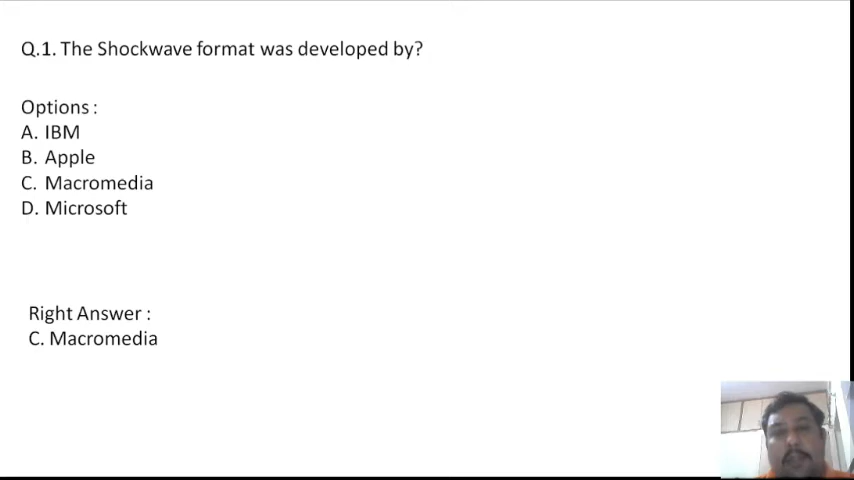 Q.1. The Shockwave format was developed by?
Options :
A. IBM
B. Apple
C. Macromedia
D. Microsoft
Right Answer :
C. Macromedia